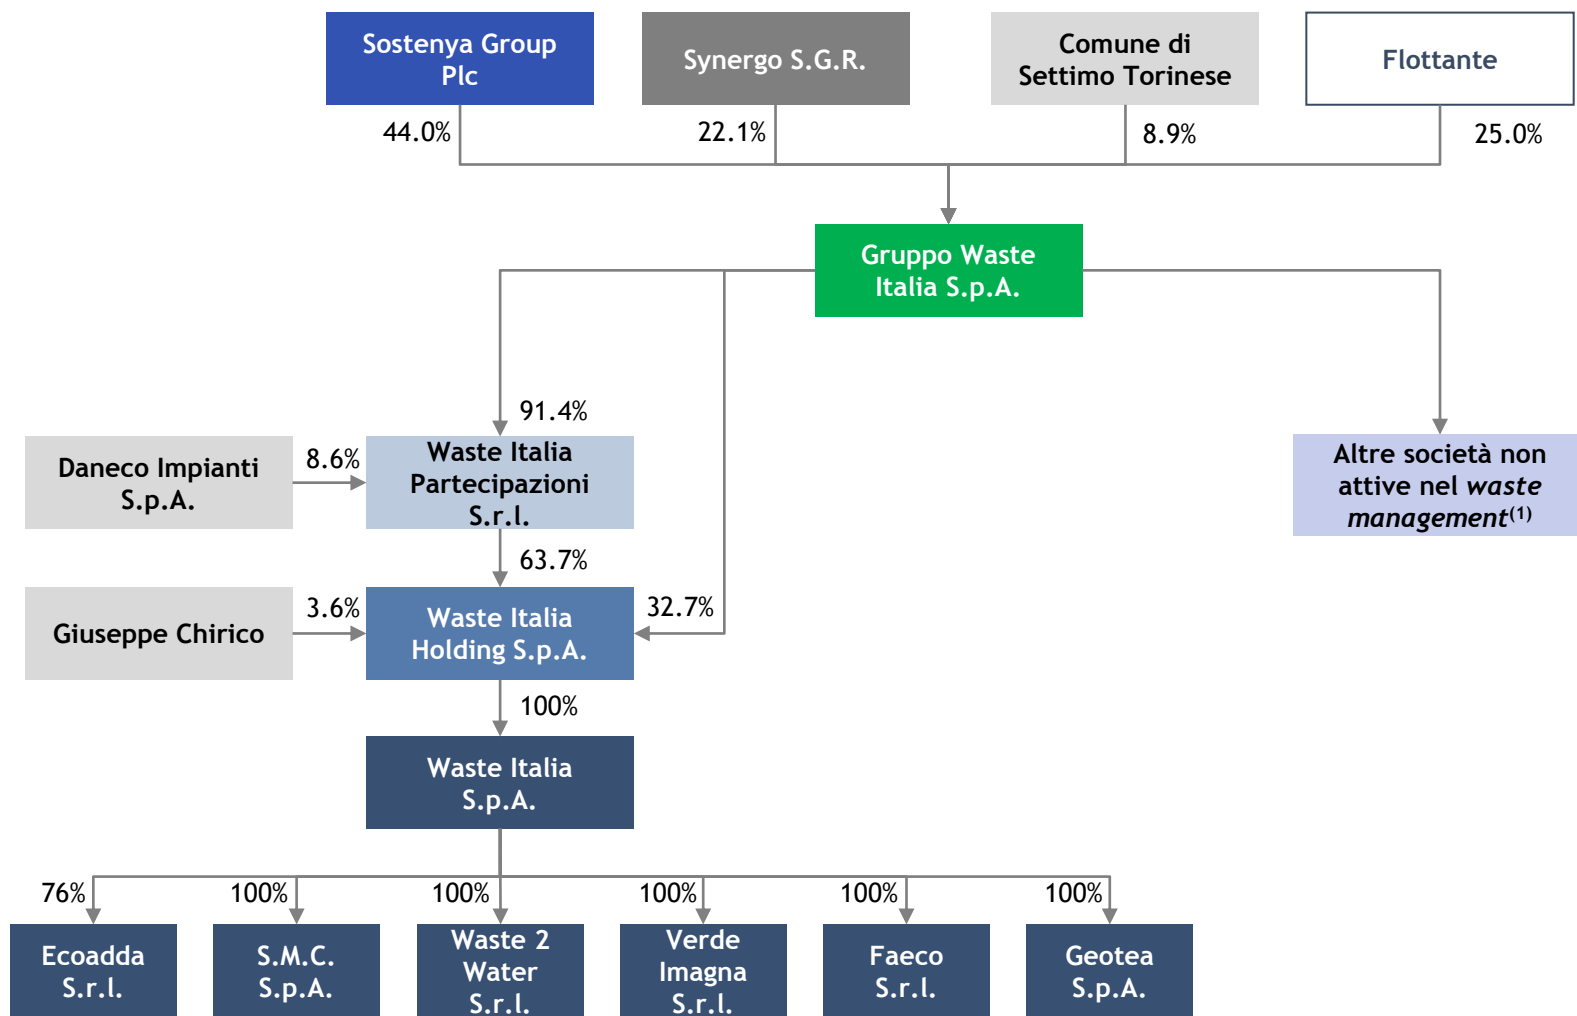 Sostenya Group
Plc
Synergo S.G.R.
Comune di
Settimo Torinese
Flottante
44.0%
22.1%
8.9%
25.0%
Gruppo Waste
Italia S.p.A.
91.4%
Daneco Impianti
S.p.A.
8.6%
Waste Italia
Partecipazioni
S.r.l.
Altre società non
attive nel waste
management(1)
63.7%
Giuseppe Chirico
3.6%
Waste Italia
Holding S.p.A.
32.7%
100%
Waste Italia
S.p.A.
76%
100%
100%
100%
100%
100%
Ecoadda
S.r.l.
S.M.C.
S.p.A.
Waste 2
Water
S.r.l.
Verde
Imagna
S.r.l.
Faeco
S.r.l.
Geotea
S.p.A.